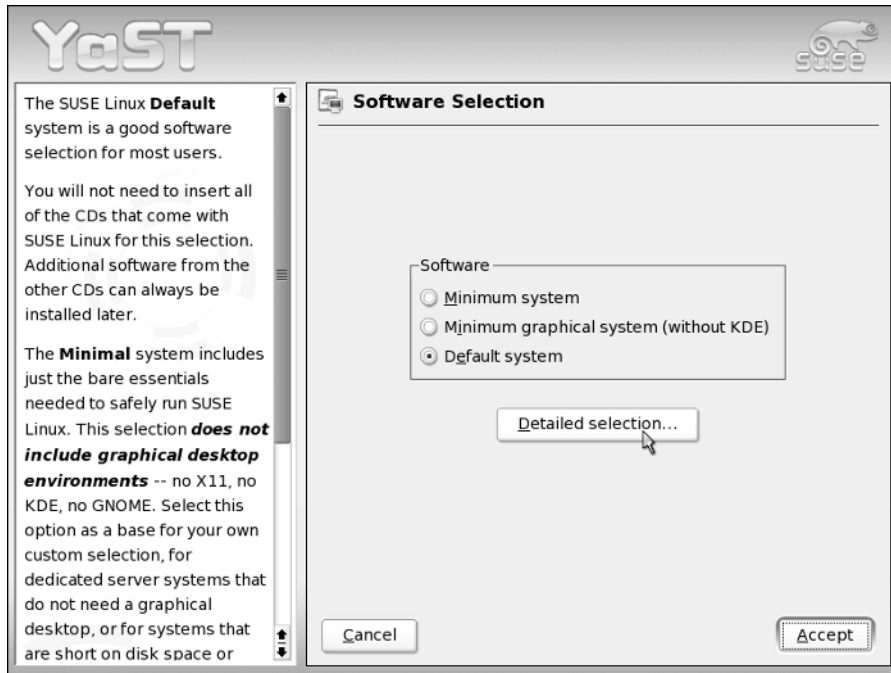 YaST
SUSE
The SUSE Linux Default
system is a good software
selection for most users.
You will not need to insert all
of the CDs that come with
SUSE Linux for this selection.
Additional software from the
other CDs can always be
installed later.
The Minimal system includes
just the bare essentials
needed to safely run SUSE
Linux. This selection does not
include graphical desktop
environments -- no X11, no
KDE, no GNOME. Select this
option as a base for your own
custom selection, for
dedicated server systems that
do not need a graphical
desktop, or for systems that
are short on disk space or
Software Selection
Software
Minimum system
Minimum graphical system (without KDE)
Default system
Detailed selection...
Cancel
Accept